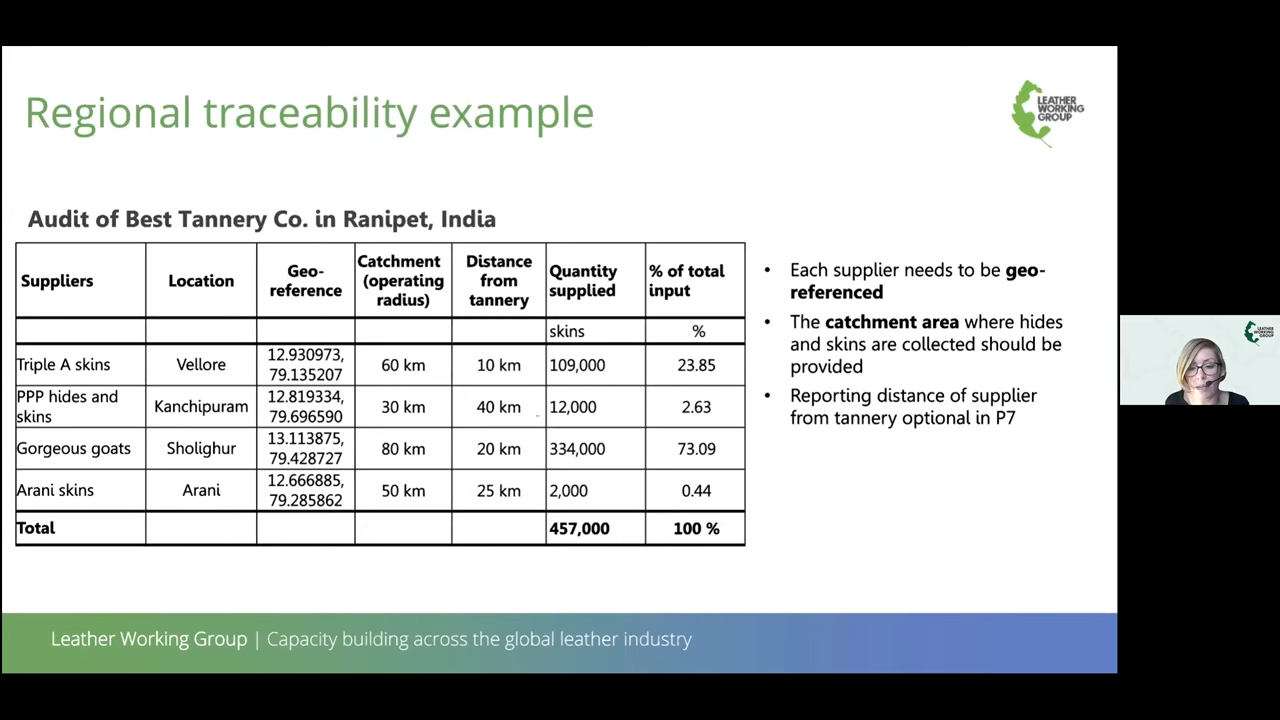 Regional traceability example
LEATHER
WORKING
GROUP
Audit of Best Tannery Co. in Ranipet, India
Suppliers Location Geo-reference Catchment (operating radius) Distance from tannery Quantity supplied % of total input
skins %
Triple A skins Vellore 12.930973, 79.135207 60 km 10 km 109,000 23.85
PPP hides and skins Kanchipuram 12.819334, 79.696590 30 km 40 km 12,000 2.63
Gorgeous goats Sholighur 13.113875, 79.428727 80 km 20 km 334,000 73.09
Arani skins Arani 12.666885, 79.285862 50 km 25 km 2,000 0.44
Total 457,000 100 %
• Each supplier needs to be geo-
referenced
• The catchment area where hides
and skins are collected should be
provided
• Reporting distance of supplier
from tannery optional in P7
LEATHER
WORKING
GROUP
Leather Working Group | Capacity building across the global leather industry